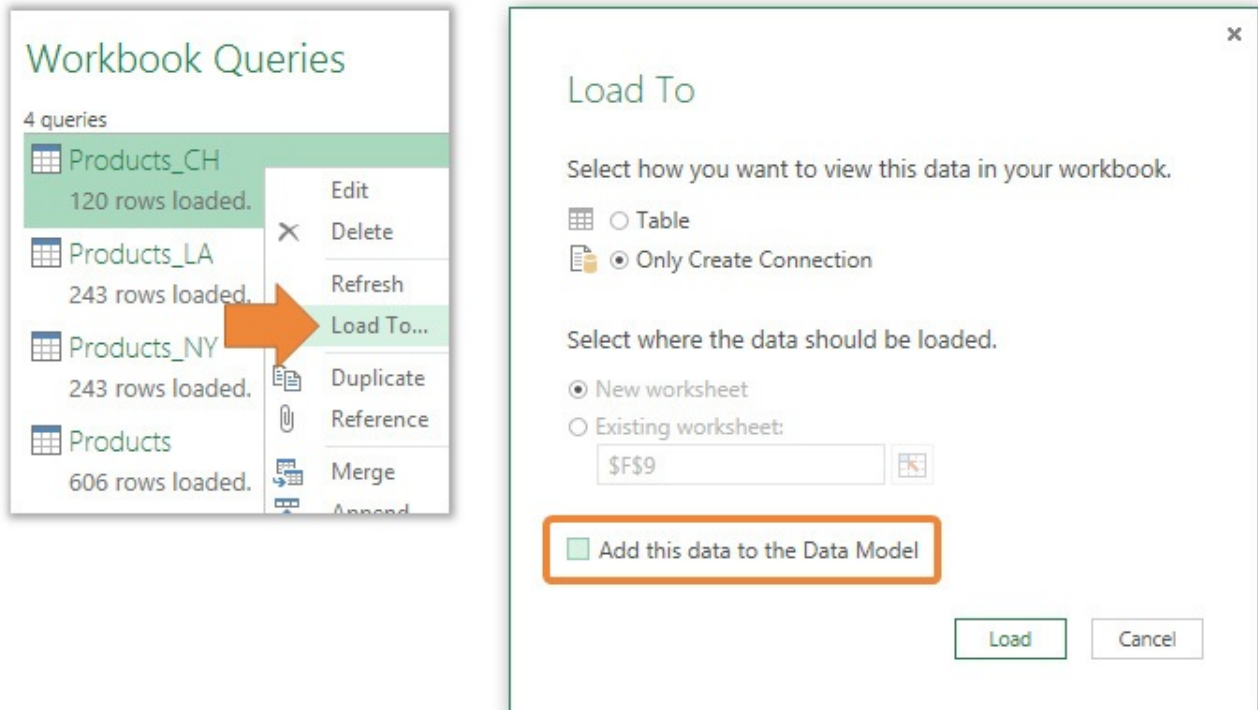 Workbook Queries
4 queries
Products_CH
120 rows loaded.
Products_LA
243 rows loaded.
Products_NY
243 rows loaded.
Products
606 rows loaded.
Edit
Delete
Refresh
Load To...
Duplicate
Reference
Merge
Append
Load To
Select how you want to view this data in your workbook.
Table
Only Create Connection
Select where the data should be loaded.
New worksheet
Existing worksheet:
$F$9
Add this data to the Data Model
Load
Cancel